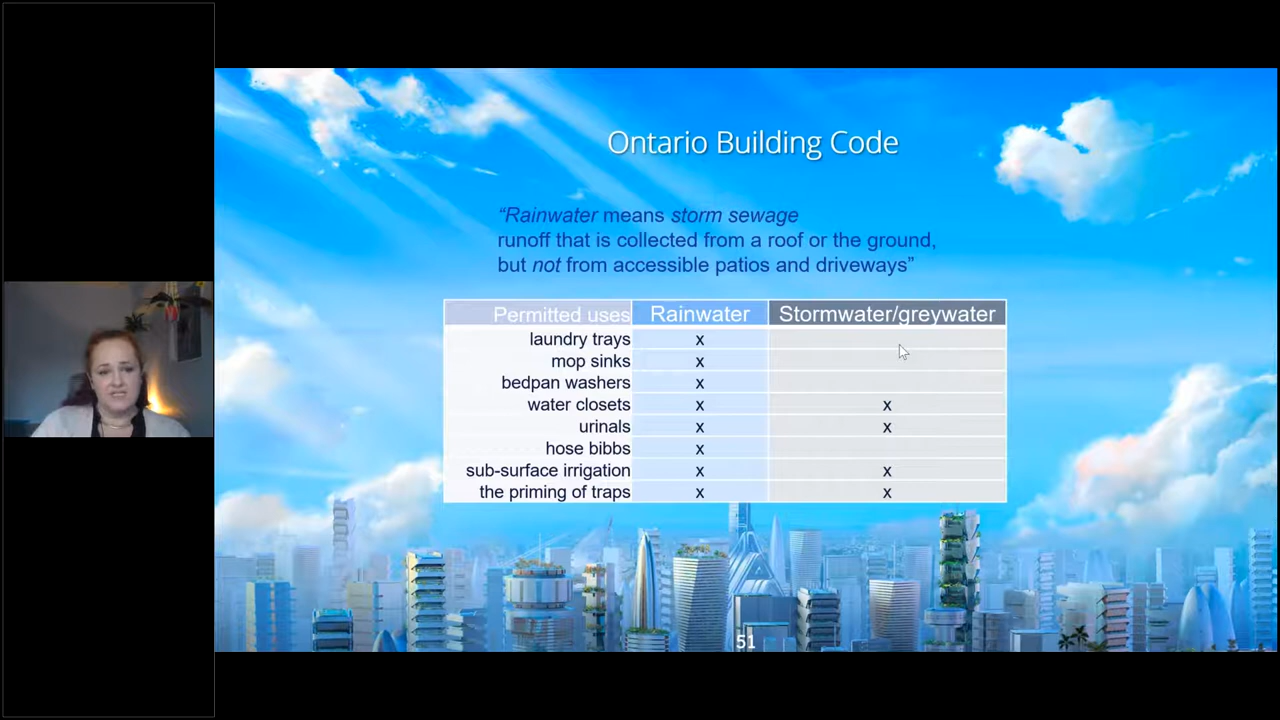 Ontario Building Code
“Rainwater means storm sewage
runoff that is collected from a roof or the ground,
but not from accessible patios and driveways”
Permitted uses Rainwater Stormwater/greywater
laundry trays x
mop sinks x
bedpan washers x
water closets x x
urinals x x
hose bibbs x
sub-surface irrigation x x
the priming of traps x x
51